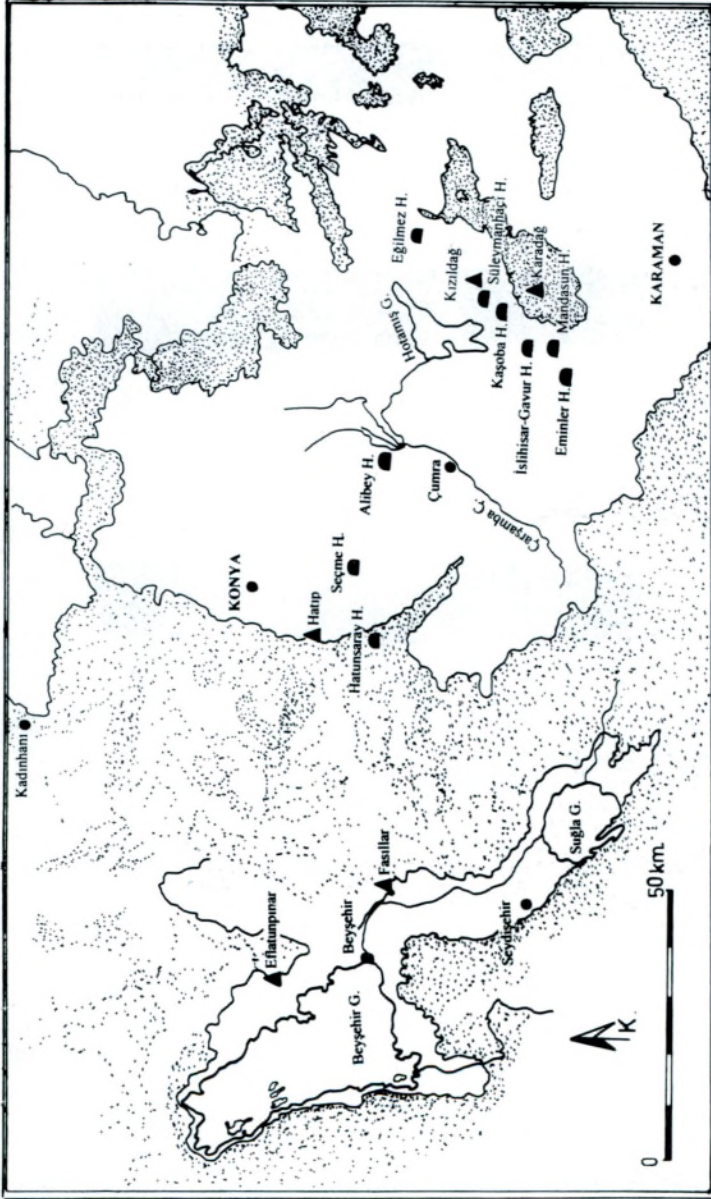 Kadınhanı
KONYA
Hatıp
Seçme H.
Hatunsaray H.
Alibey H.
Çumra
Çarşamba Ç.
Hotamış G.
Eğilmez H.
Kızıldağ
Süleymanhaçi H.
Kaşoba H.
Karadağ
İslihisar-Gavur H.
Mandasun H.
Eminler H.
KARAMAN
Eflatunpınar
Beyşehir G.
Beyşehir
Fasıllar
Seydişehir
Suğla G.
K.
0
50 km.